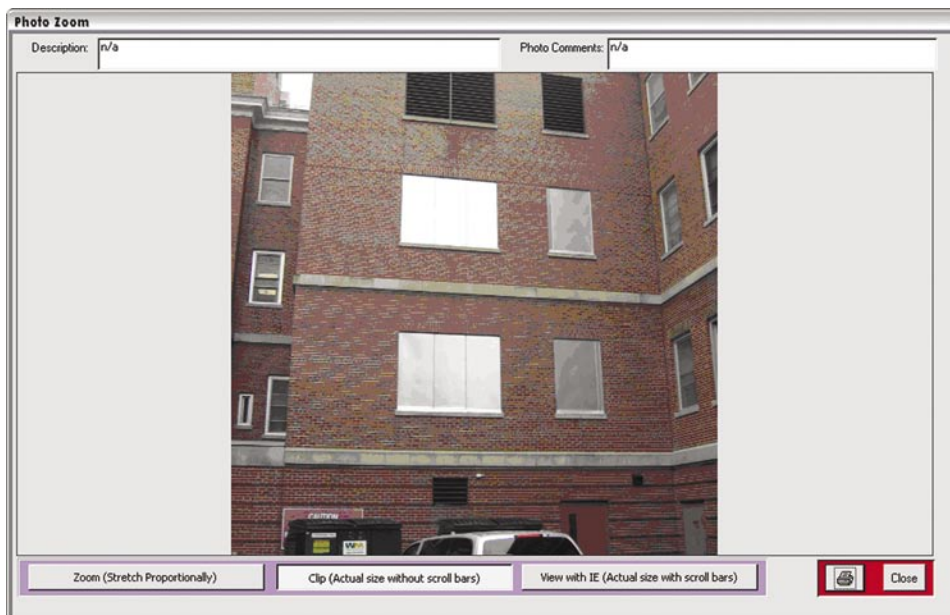 Photo Zoom
Description: n/a
Photo Comments: n/a
CAUTION
WM
Zoom (Stretch Proportionally)
Clip (Actual size without scroll bars)
View with IE (Actual size with scroll bars)
Close